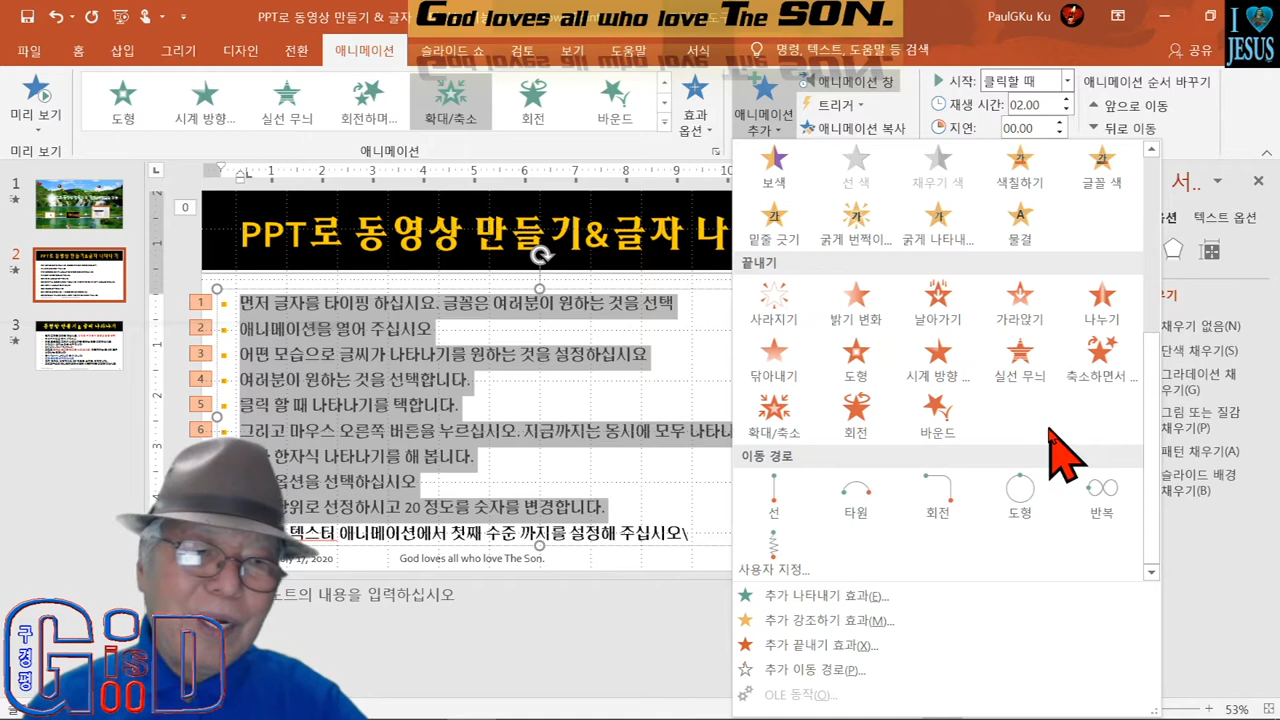 PPT로 동영상 만들기 & 글자
God loves all who love The SON.
PaulGKu Ku
I
JESUS
파일 홈 삽입 그리기 디자인 전환 애니메이션 슬라이드 쇼 검토 보기 도움말 서식 명령, 텍스트, 도움말 등 검색 공유
미리 보기
미리 보기
도형 시계 방향... 실선 무늬 회전하며... 확대/축소 회전 바운드
애니메이션
효과
옵션
애니메이션
추가
애니메이션 창
트리거
애니메이션 복사
시작: 클릭할 때
재생 시간: 02.00
지연: 00.00
애니메이션 순서 바꾸기
앞으로 이동
뒤로 이동
1
2
3
PPT로 동영상 만들기&글자 나
1 먼저 글자를 타이핑 하십시요. 글꼴은 여러분이 원하는 것을 선택
2 애니메이션을 열어 주십시오
3 어떤 모습으로 글씨가 나타나기를 원하는 것을 설정하십시요
4 여러분이 원하는 것을 선택합니다.
5 클릭 할 때 나타나기를 택합니다.
6 그리고 마우스 오른쪽 버튼을 누르십시요. 지금까지는 동시에 모두 나타나
한자식 나타나기를 해 봅니다.
옵션을 선택하십시오
위로 선정하시고 20 정도를 숫자를 변경합니다.
텍스터 애니메이션에서 첫째 수준 까지를 설정해 주십시오\
17, 2020 God loves all who love The Son.
노트의 내용을 입력하십시오
보색 선 색 채우기 색 색칠하기 글꼴 색
밑줄 긋기 굵게 번쩍이... 굵게 나타내... 물결
끝내기
사라지기 밝기 변화 날아가기 가라앉기 나누기
닦아내기 도형 시계 방향 ... 실선 무늬 축소하면서 ...
확대/축소 회전 바운드
이동 경로
선 타원 회전 도형 반복
사용자 지정...
추가 나타내기 효과(E)...
추가 강조하기 효과(M)...
추가 끝내기 효과(X)...
추가 이동 경로(P)...
OLE 동작(O)...
서...
옵션 텍스트 옵션
우기
채우기 없음(N)
단색 채우기(S)
그라데이션 채
우기(G)
그림 또는 질감
채우기(P)
패턴 채우기(A)
슬라이드 배경
채우기(B)
구경편
GisD
OO
53%